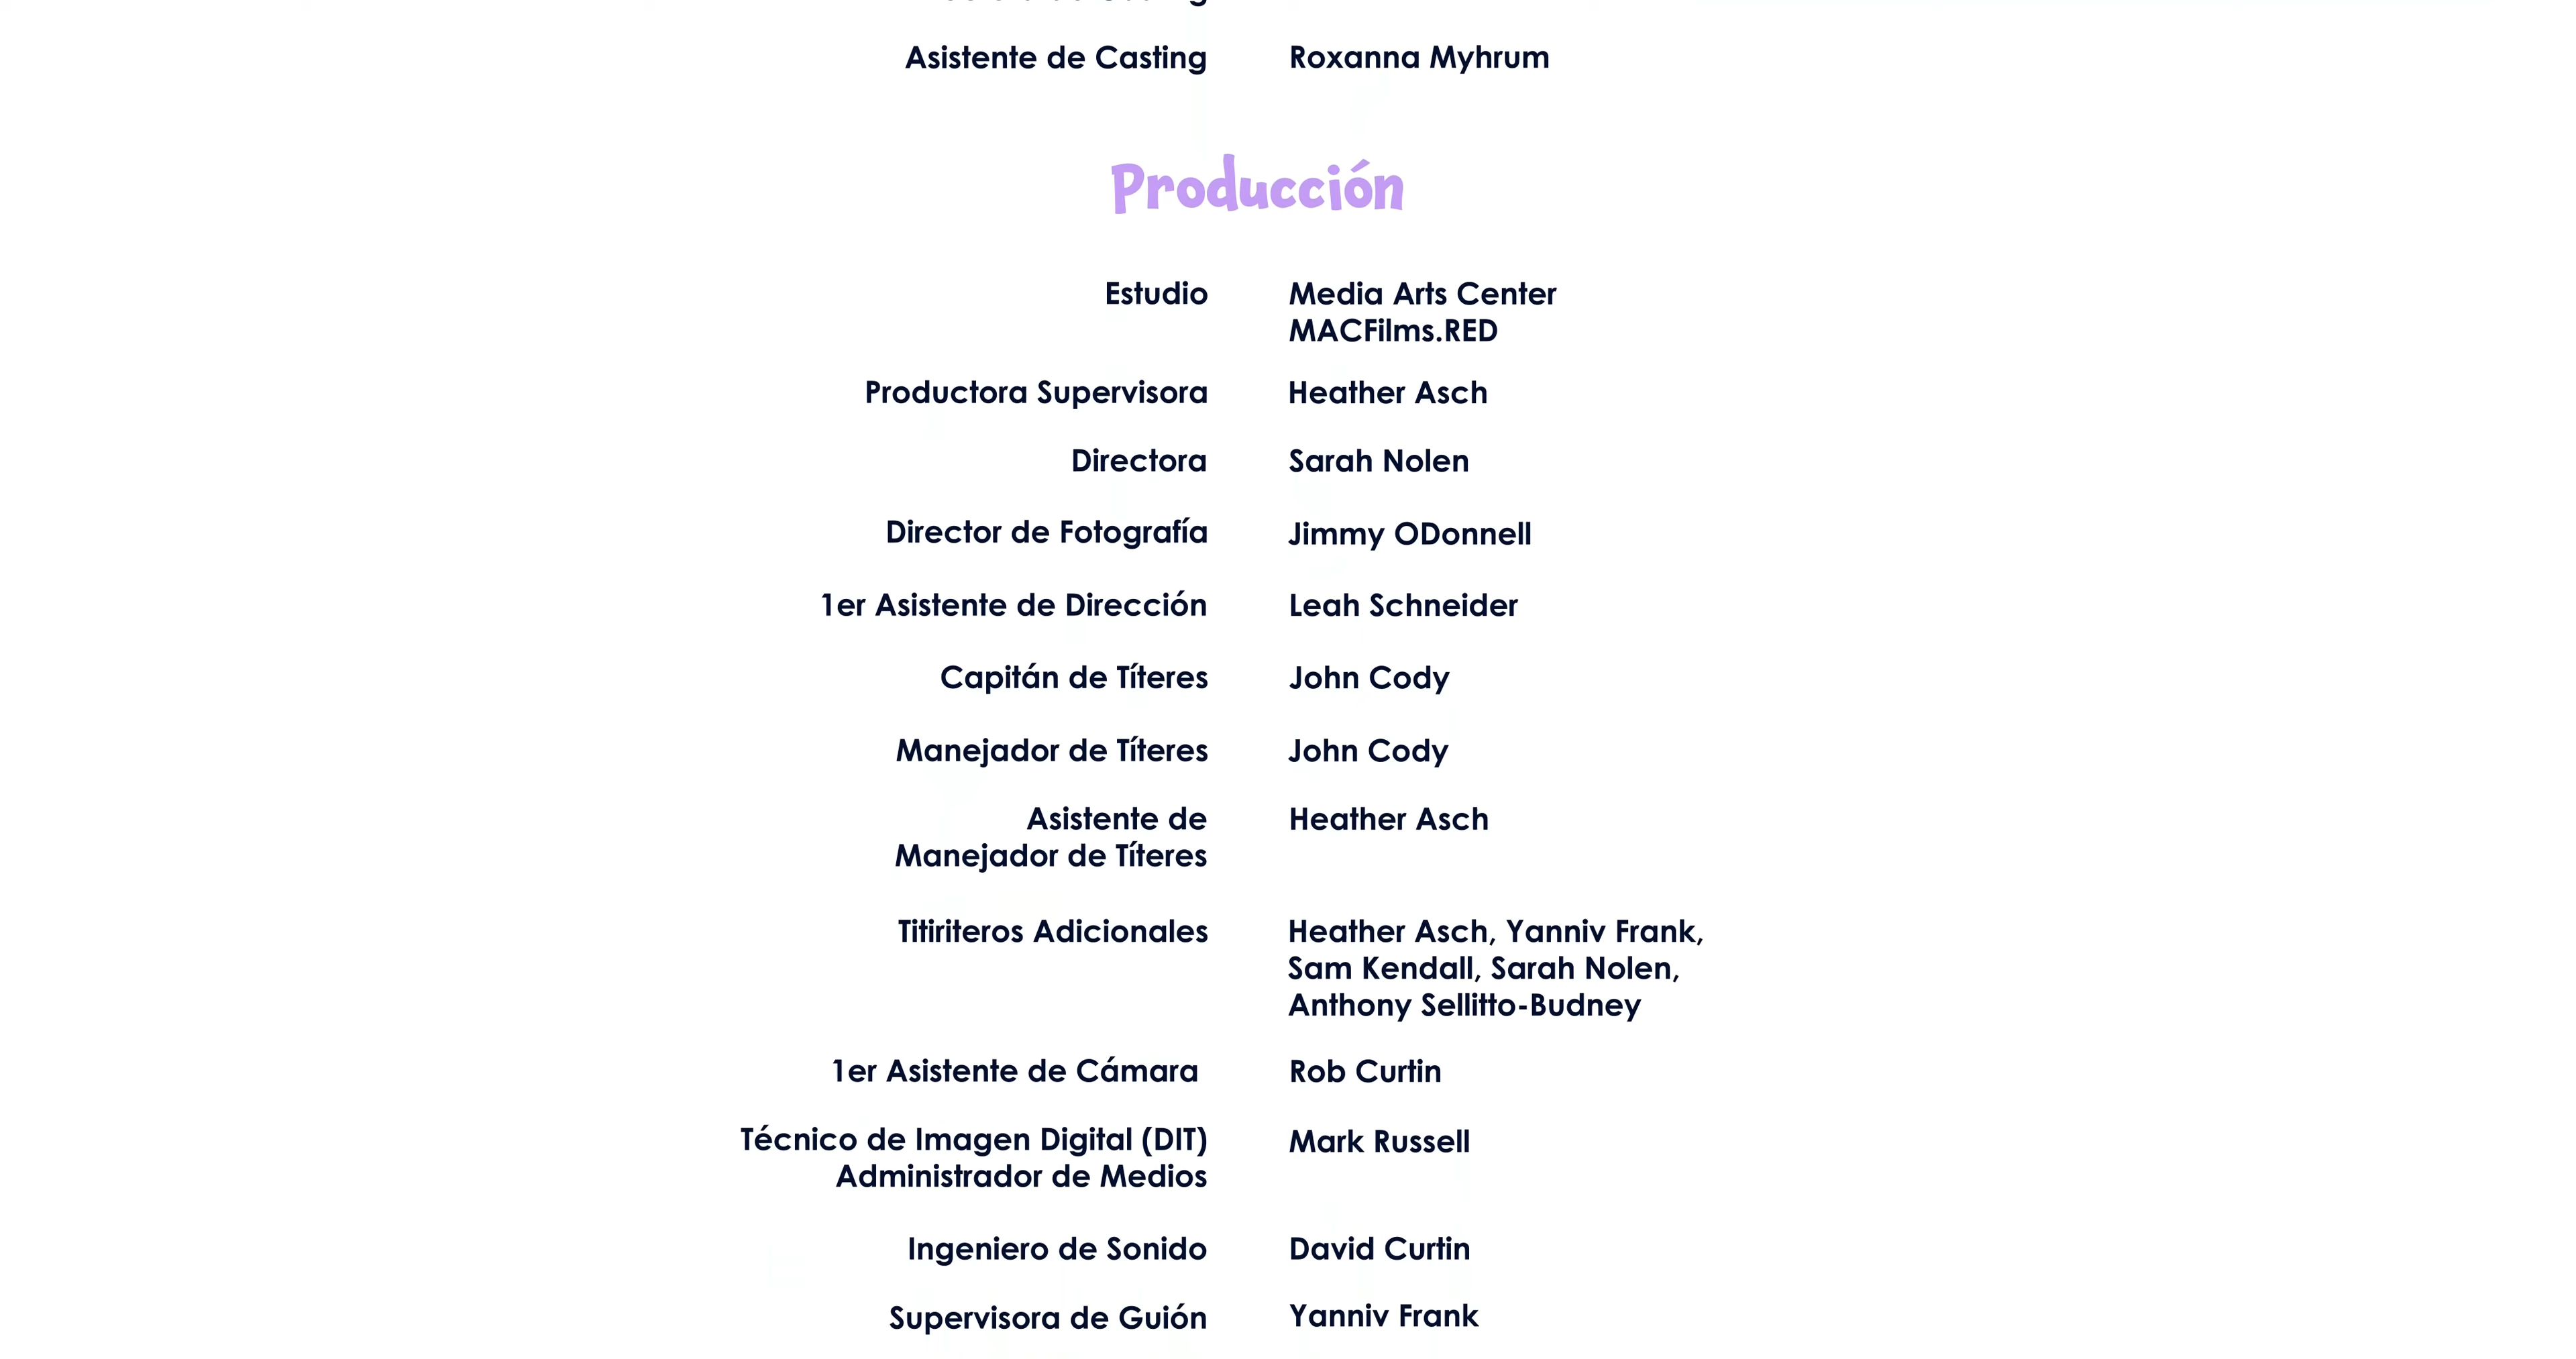 Asistente de Casting Roxanna Myhrum
Producción
Estudio Media Arts Center
MACFilms.RED
Productora Supervisora Heather Asch
Directora Sarah Nolen
Director de Fotografía Jimmy ODonnell
1er Asistente de Dirección Leah Schneider
Capitán de Títeres John Cody
Manejador de Títeres John Cody
Asistente de Heather Asch
Manejador de Títeres
Titiriteros Adicionales Heather Asch, Yanniv Frank,
Sam Kendall, Sarah Nolen,
Anthony Sellitto-Budney
1er Asistente de Cámara Rob Curtin
Técnico de Imagen Digital (DIT) Mark Russell
Administrador de Medios
Ingeniero de Sonido David Curtin
Supervisora de Guión Yanniv Frank